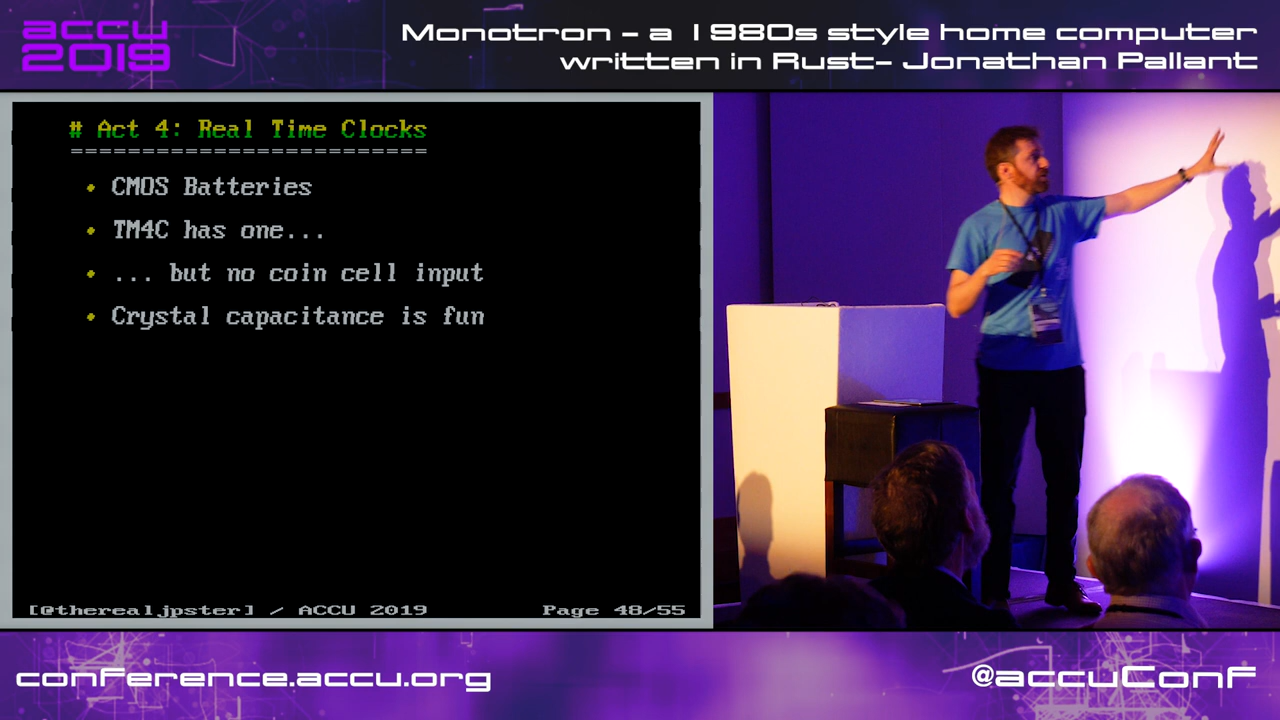 accu
2019
Monotron - a 1980s style home computer
written in Rust- Jonathan Pallant
# Act 4: Real Time Clocks
=========================
• CMOS Batteries
• TM4C has one...
• ... but no coin cell input
• Crystal capacitance is fun
[@therealjpster] / ACCU 2019
Page 48/55
conference.accu.org
@accuConf